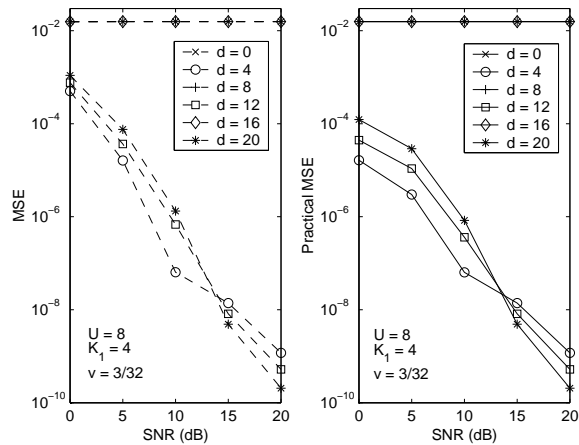 10^−2
10^−4
10^−6
10^−8
10^−10
MSE
d = 0
d = 4
d = 8
d = 12
d = 16
d = 20
U = 8
K_1 = 4
v = 3/32
0 5 10 15 20
SNR (dB)
10^−2
10^−4
10^−6
10^−8
10^−10
Practical MSE
d = 0
d = 4
d = 8
d = 12
d = 16
d = 20
U = 8
K_1 = 4
v = 3/32
0 5 10 15 20
SNR (dB)